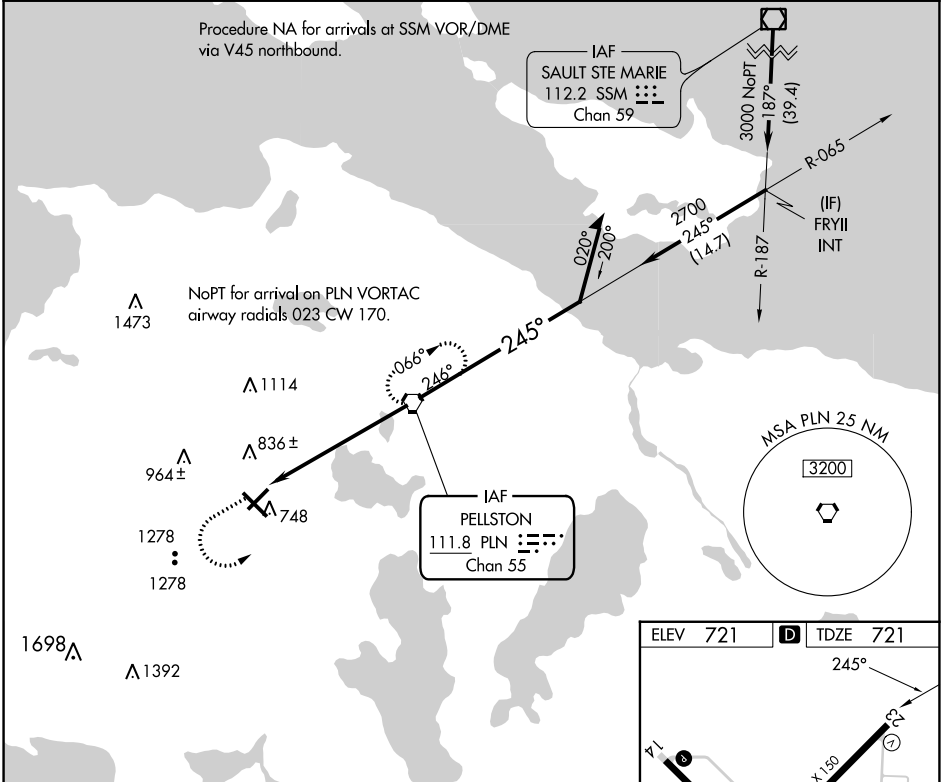 Procedure NA for arrivals at SSM VOR/DME
via V45 northbound.
IAF
SAULT STE MARIE
112.2 SSM
Chan 59
3000 NoPT
187°
(39.4)
R-065
(IF)
FRYII
INT
R-187
2700
245°
(14.7)
020°
200°
NoPT for arrival on PLN VORTAC
airway radials 023 CW 170.
1473
245°
066°
246°
1114
836 ±
964 ±
748
1278
1278
IAF
PELLSTON
111.8 PLN
Chan 55
MSA PLN 25 NM
3200
1698
1392
ELEV 721 D TDZE 721
245°
23
V
14
P
X 150